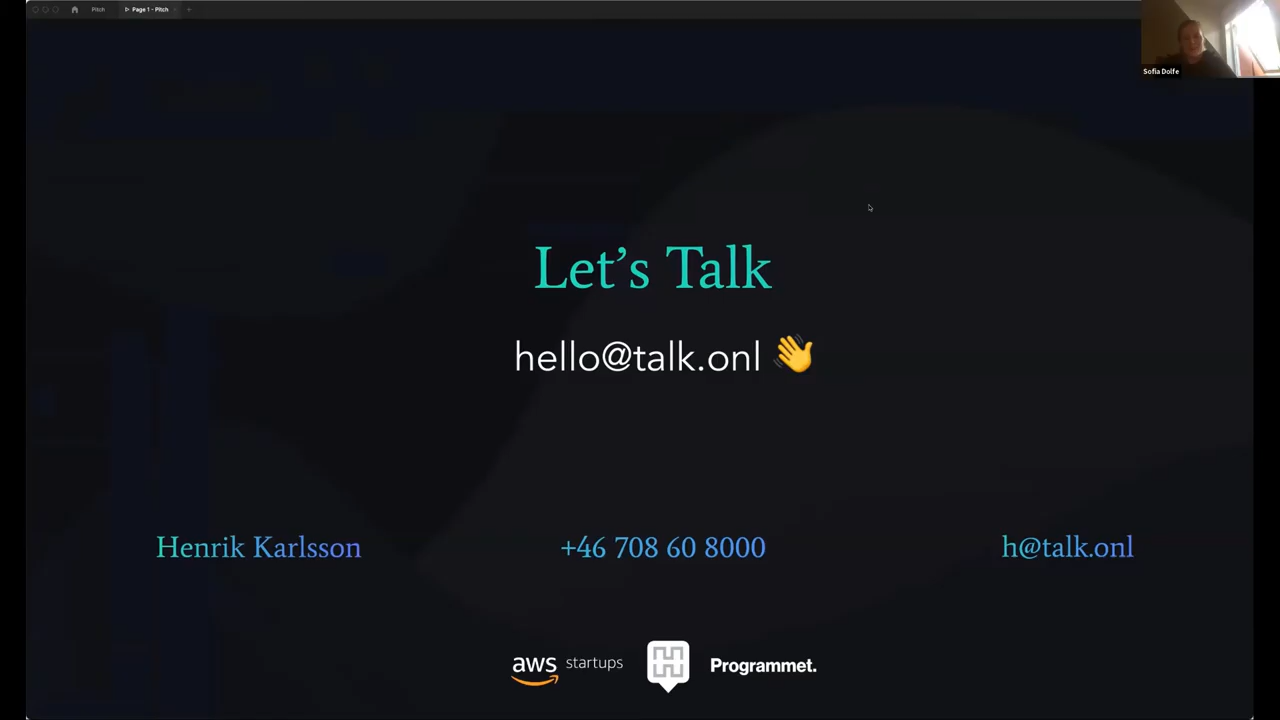 Pitch
Page 1 - Pitch
Sofia Dolfe
Let's Talk
hello@talk.onl 👋
Henrik Karlsson
+46 708 60 8000
h@talk.onl
aws startups
Programmet.